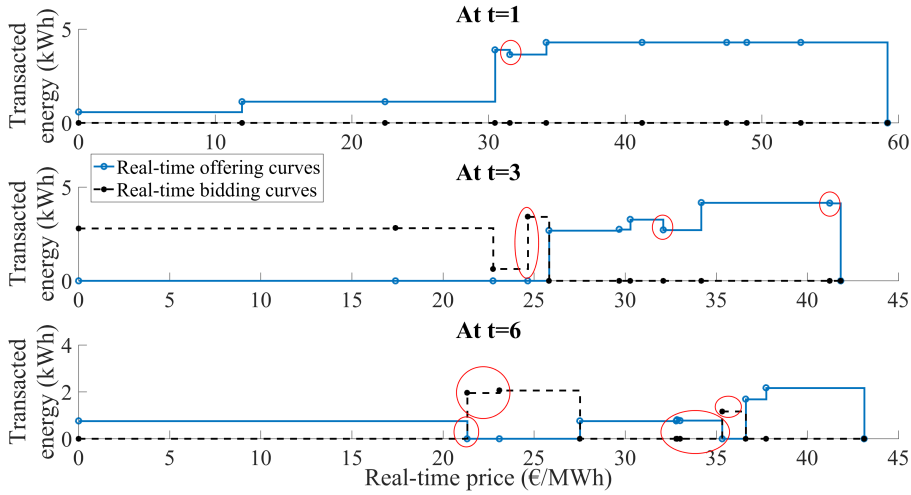 At t=1
Transacted
energy (kWh)
5
0
0 10 20 30 40 50 60
Real-time offering curves
Real-time bidding curves
At t=3
Transacted
energy (kWh)
5
0
0 5 10 15 20 25 30 35 40 45
At t=6
Transacted
energy (kWh)
4
2
0
0 5 10 15 20 25 30 35 40 45
Real-time price (€/MWh)